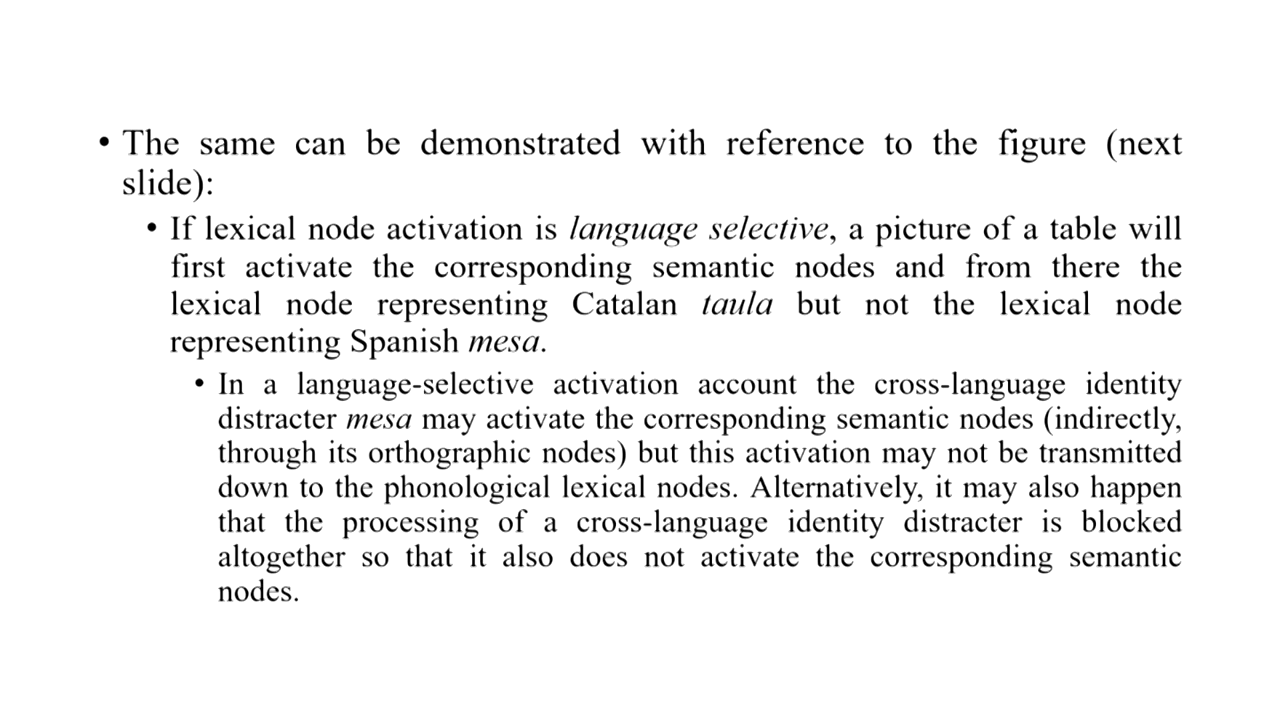 • The same can be demonstrated with reference to the figure (next
slide):
• If lexical node activation is language selective, a picture of a table will
first activate the corresponding semantic nodes and from there the
lexical node representing Catalan taula but not the lexical node
representing Spanish mesa.
• In a language-selective activation account the cross-language identity
distracter mesa may activate the corresponding semantic nodes (indirectly,
through its orthographic nodes) but this activation may not be transmitted
down to the phonological lexical nodes. Alternatively, it may also happen
that the processing of a cross-language identity distracter is blocked
altogether so that it also does not activate the corresponding semantic
nodes.